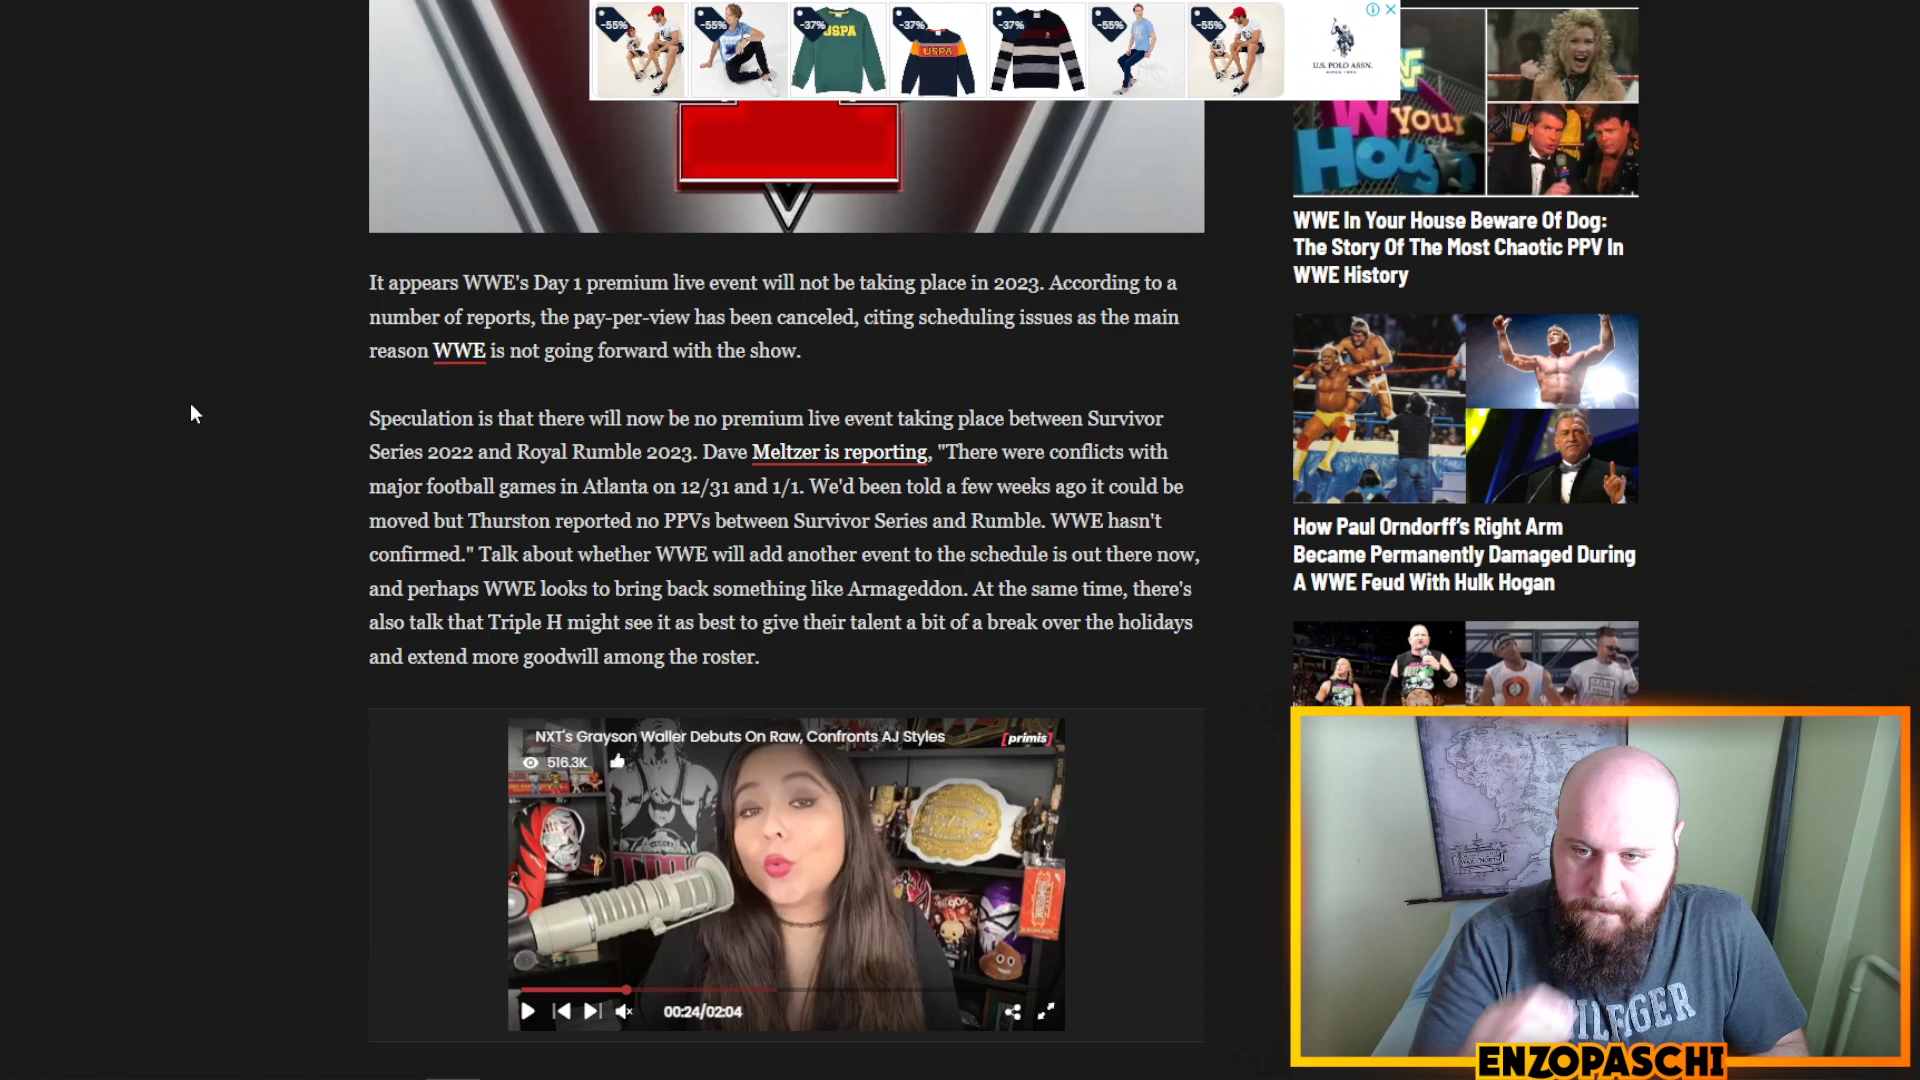 -55%
-55%
-37%
-37%
-37%
-55%
-55%
USPA
USPA
U.S. POLO ASSN.
It appears WWE's Day 1 premium live event will not be taking place in 2023. According to a
number of reports, the pay-per-view has been canceled, citing scheduling issues as the main
reason WWE is not going forward with the show.
Speculation is that there will now be no premium live event taking place between Survivor
Series 2022 and Royal Rumble 2023. Dave Meltzer is reporting, "There were conflicts with
major football games in Atlanta on 12/31 and 1/1. We'd been told a few weeks ago it could be
moved but Thurston reported no PPVs between Survivor Series and Rumble. WWE hasn't
confirmed." Talk about whether WWE will add another event to the schedule is out there now,
and perhaps WWE looks to bring back something like Armageddon. At the same time, there's
also talk that Triple H might see it as best to give their talent a bit of a break over the holidays
and extend more goodwill among the roster.
NXT's Grayson Waller Debuts On Raw, Confronts AJ Styles
[primis]
516.3K
00:24/02:04
Your
House
WWE In Your House Beware Of Dog:
The Story Of The Most Chaotic PPV In
WWE History
How Paul Orndorff's Right Arm
Became Permanently Damaged During
A WWE Feud With Hulk Hogan
HILFIGER
ENZOPASCHI